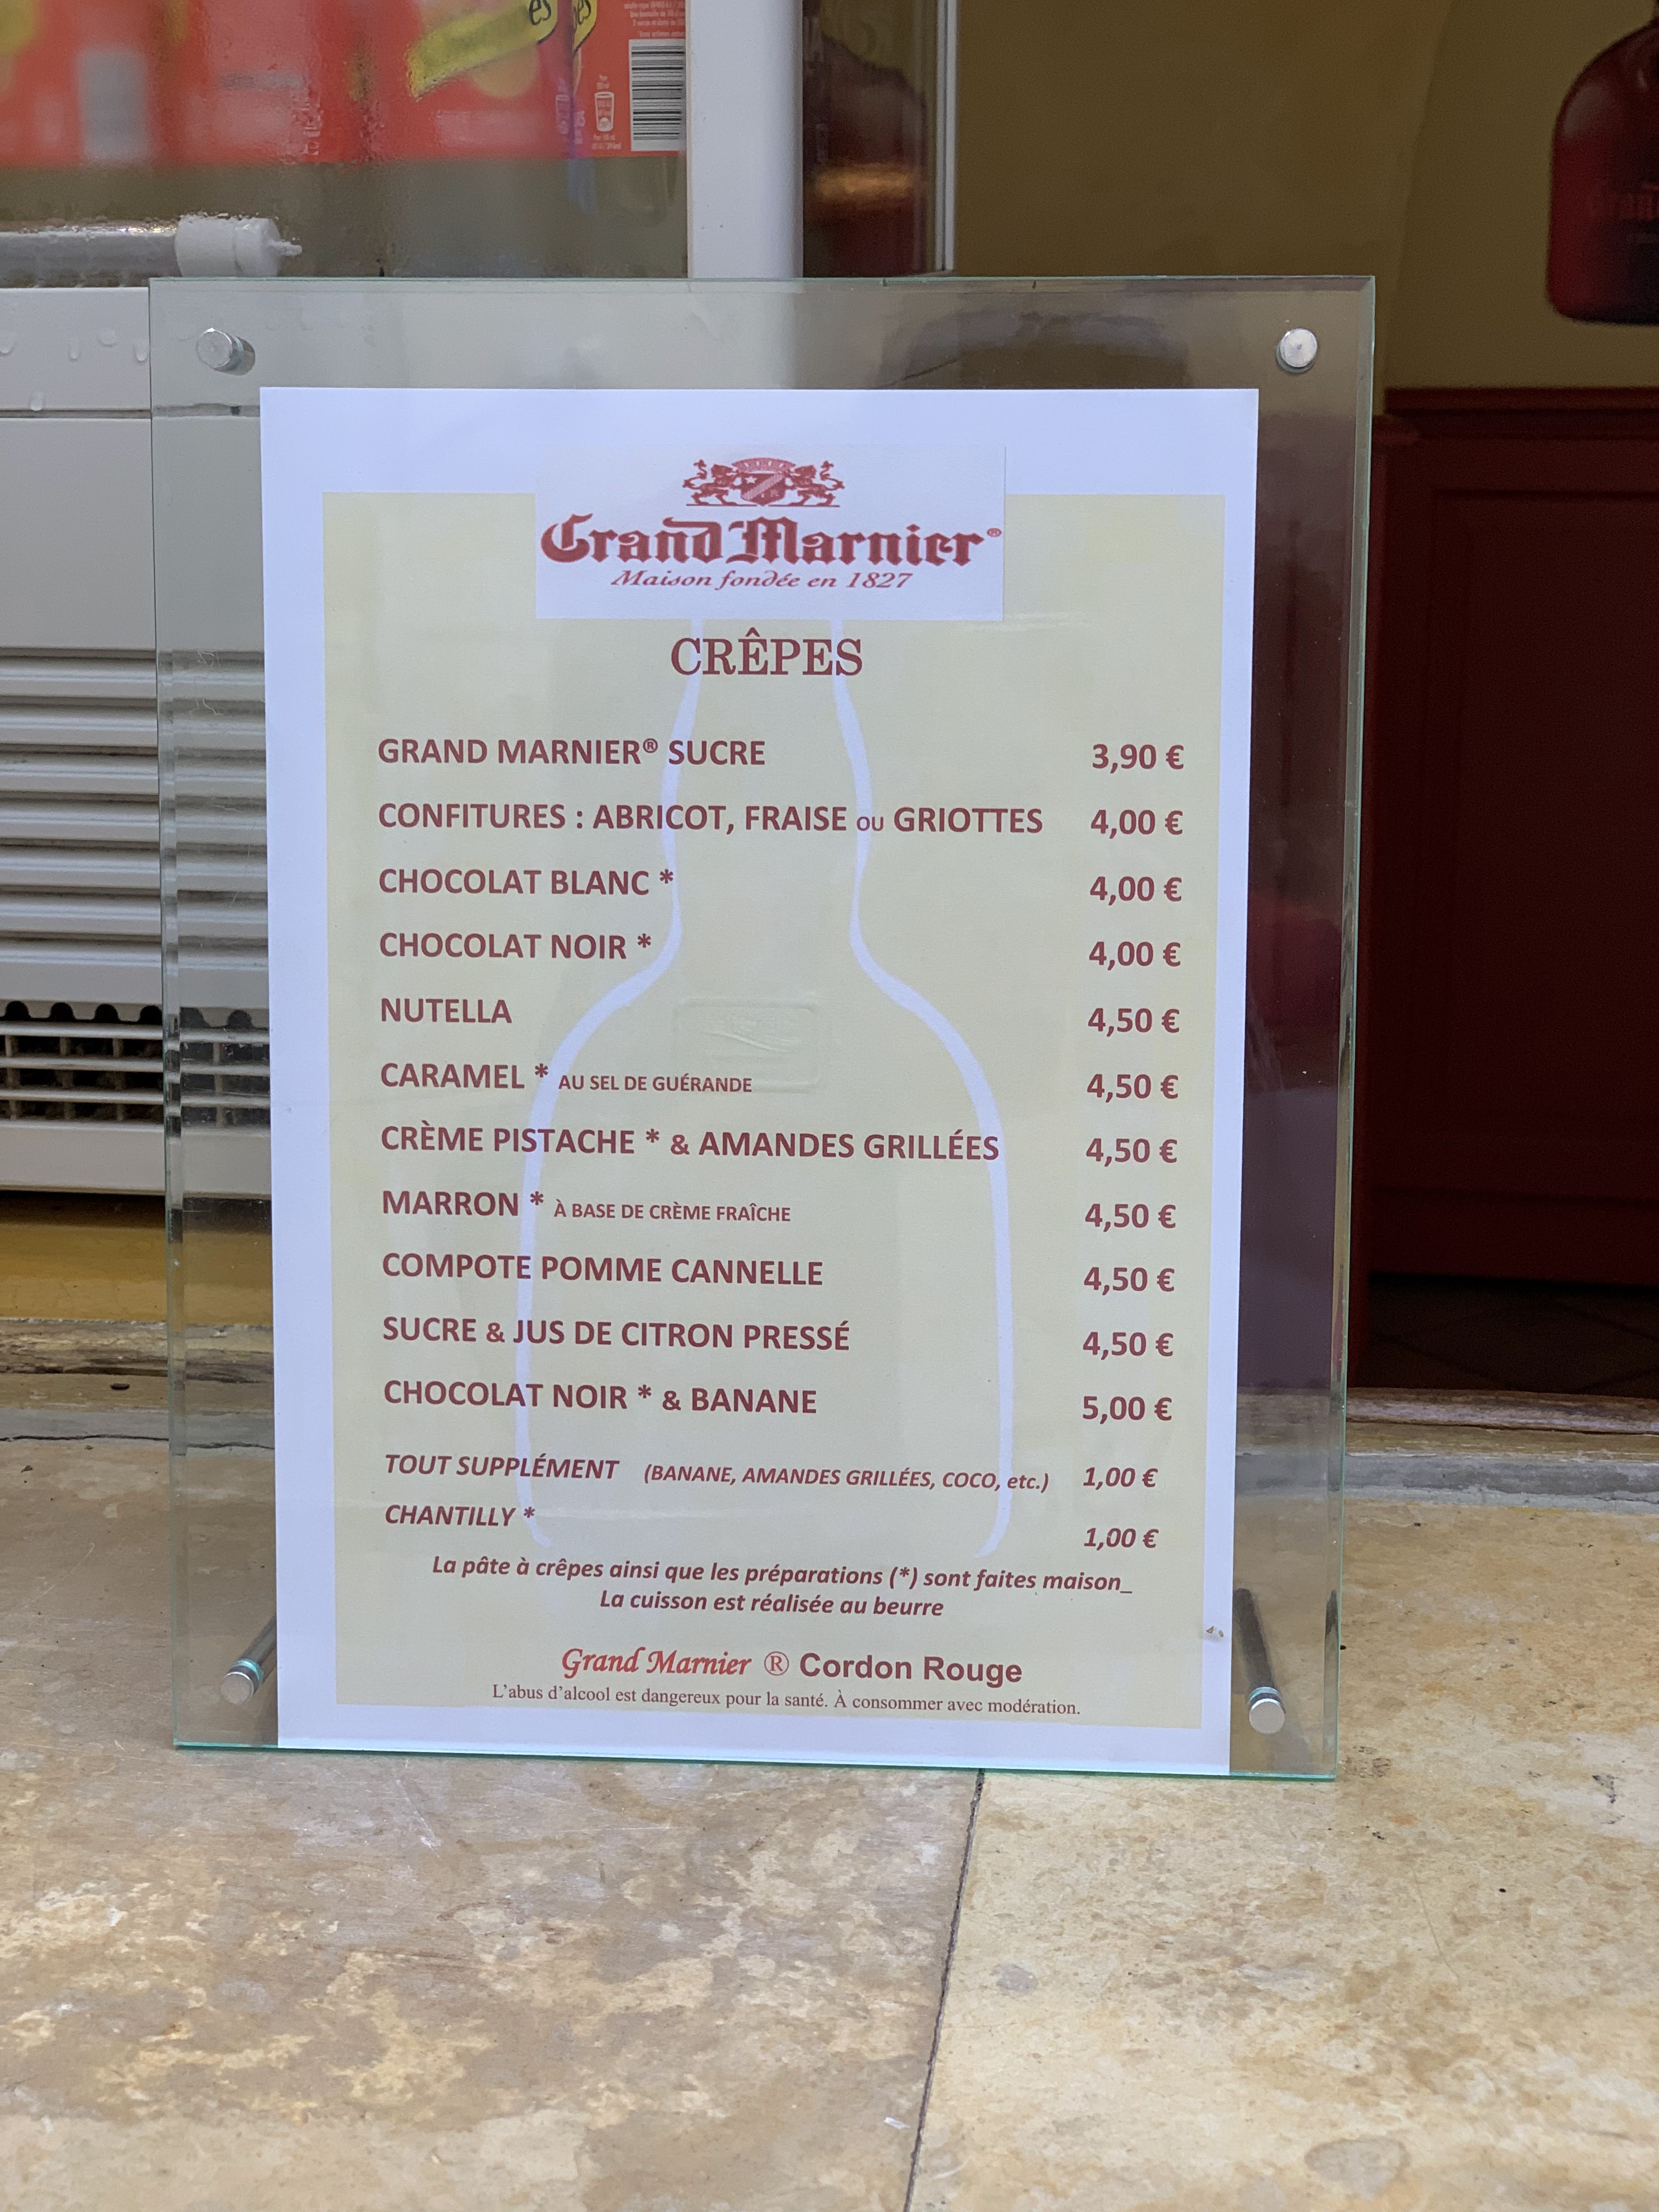 Grand Marnier®
Maison fondée en 1827
CRÊPES
GRAND MARNIER® SUCRE 3,90 €
CONFITURES : ABRICOT, FRAISE OU GRIOTTES 4,00 €
CHOCOLAT BLANC * 4,00 €
CHOCOLAT NOIR * 4,00 €
NUTELLA 4,50 €
CARAMEL * AU SEL DE GUÉRANDE 4,50 €
CRÈME PISTACHE * & AMANDES GRILLÉES 4,50 €
MARRON * À BASE DE CRÈME FRAÎCHE 4,50 €
COMPOTE POMME CANNELLE 4,50 €
SUCRE & JUS DE CITRON PRESSÉ 4,50 €
CHOCOLAT NOIR * & BANANE 5,00 €
TOUT SUPPLÉMENT (BANANE, AMANDES GRILLÉES, COCO, etc.) 1,00 €
CHANTILLY * 1,00 €
La pâte à crêpes ainsi que les préparations (*) sont faites maison_
La cuisson est réalisée au beurre
Grand Marnier ® Cordon Rouge
L'abus d'alcool est dangereux pour la santé. À consommer avec modération.